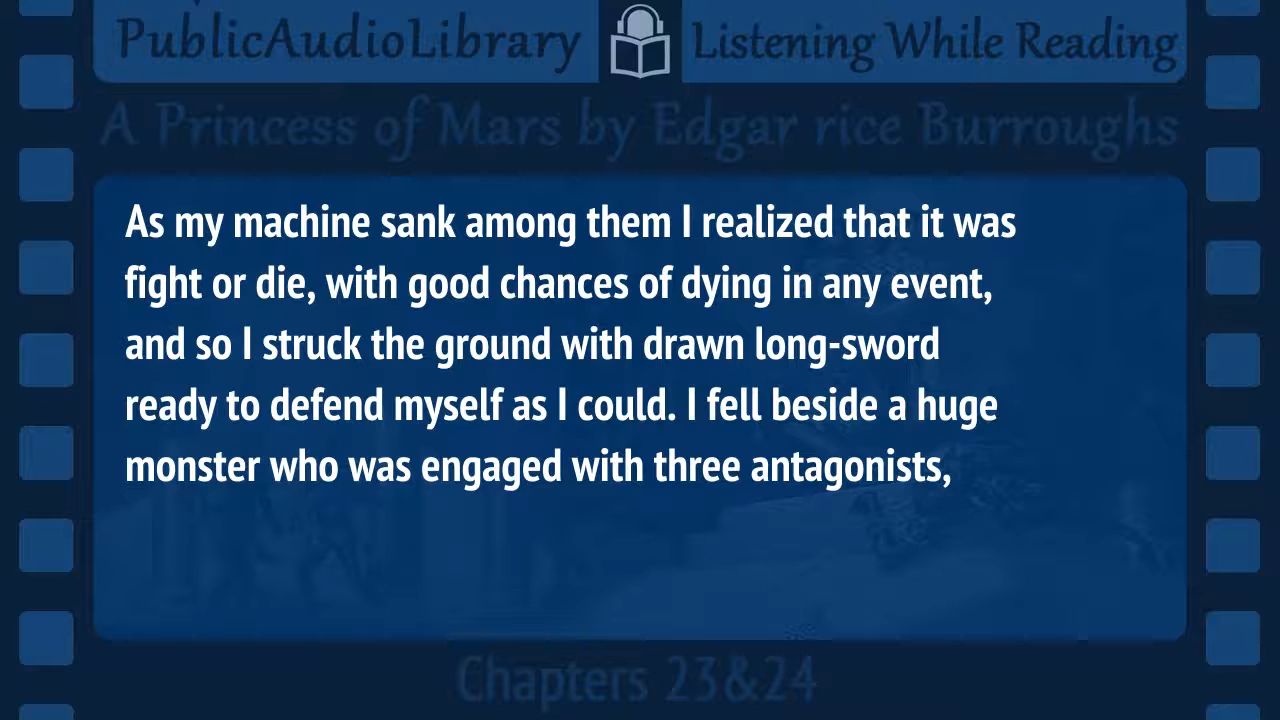 PublicAudioLibrary Listening While Reading
A Princess of Mars by Edgar rice Burroughs
As my machine sank among them I realized that it was
fight or die, with good chances of dying in any event,
and so I struck the ground with drawn long-sword
ready to defend myself as I could. I fell beside a huge
monster who was engaged with three antagonists,
Chapters 23&24